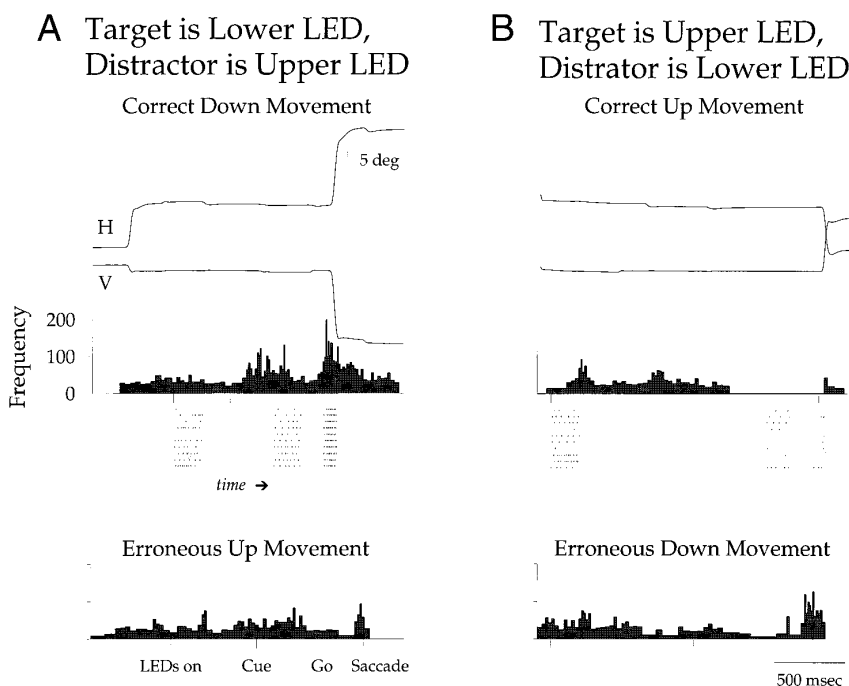 A Target is Lower LED,
Distractor is Upper LED
Correct Down Movement
5 deg
H
V
Frequency
200
100
0
time →
Erroneous Up Movement
LEDs on Cue Go Saccade
B Target is Upper LED,
Distrator is Lower LED
Correct Up Movement
Erroneous Down Movement
500 msec